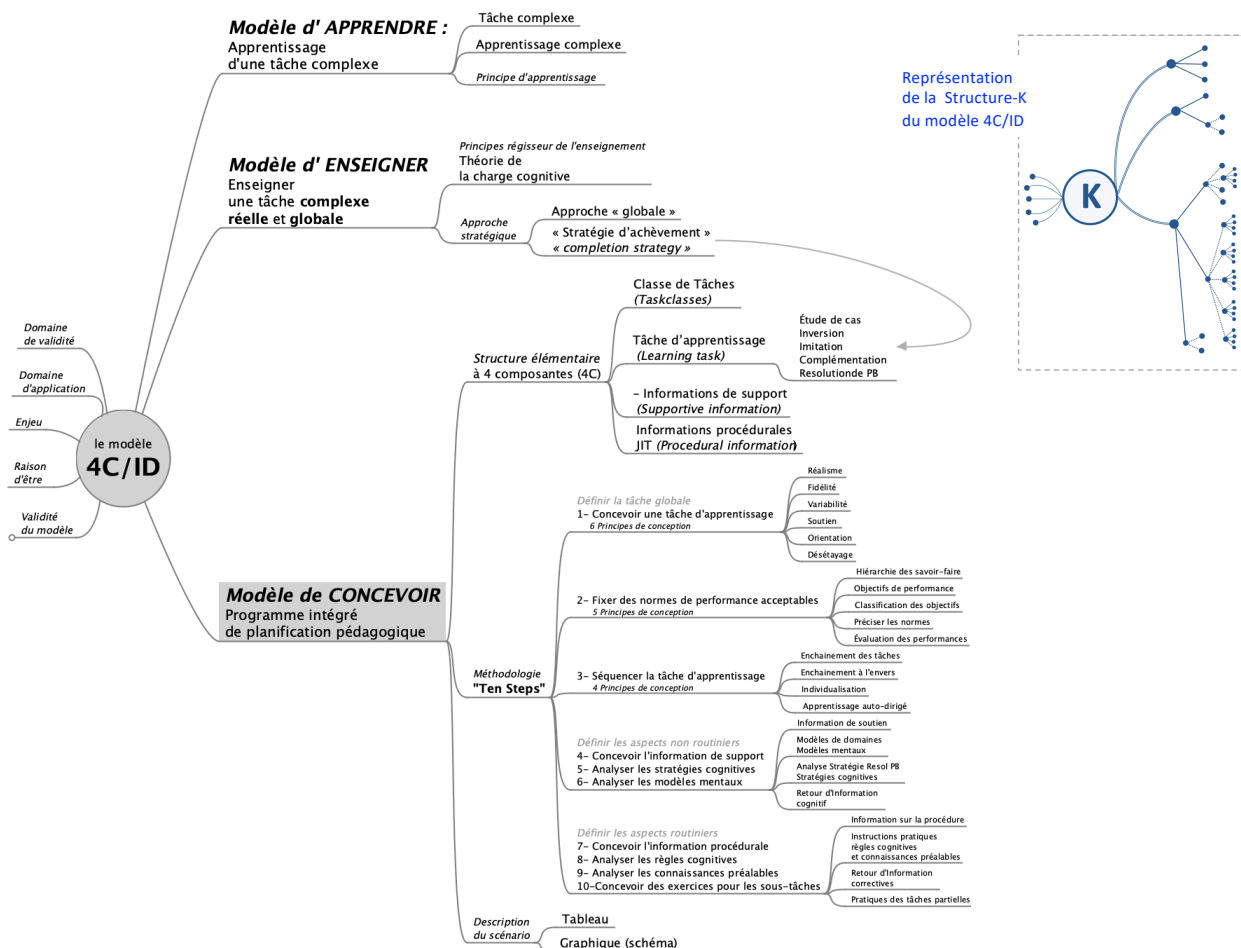 Modèle d' APPRENDRE :
Apprentissage
d'une tâche complexe
Tâche complexe
Apprentissage complexe
Principe d'apprentissage
Représentation
de la Structure-K
du modèle 4C/ID
K
Modèle d' ENSEIGNER
Enseigner
une tâche complexe
réelle et globale
Principes régisseur de l'enseignement
Théorie de
la charge cognitive
Approche
stratégique
Approche « globale »
« Stratégie d'achèvement »
« completion strategy »
Domaine
de validité
Domaine
d'application
Enjeu
Raison
d'être
Validité
du modèle
le modèle
4C/ID
Modèle de CONCEVOIR
Programme intégré
de planification pédagogique
Structure élémentaire
à 4 composantes (4C)
Classe de Tâches
(Taskclasses)
Tâche d'apprentissage
(Learning task)
Étude de cas
Inversion
Imitation
Complémentation
Resolutionde PB
– Informations de support
(Supportive information)
Informations procédurales
JIT (Procedural information)
Méthodologie
"Ten Steps"
Définir la tâche globale
1– Concevoir une tâche d'apprentissage
6 Principes de conception
Réalisme
Fidélité
Variabilité
Soutien
Orientation
Désétayage
2– Fixer des normes de performance acceptables
5 Principes de conception
Hiérarchie des savoir-faire
Objectifs de performance
Classification des objectifs
Préciser les normes
Évaluation des performances
3– Séquencer la tâche d'apprentissage
4 Principes de conception
Enchainement des tâches
Enchainement à l'envers
Individualisation
Apprentissage auto-dirigé
Définir les aspects non routiniers
4– Concevoir l'information de support
5– Analyser les stratégies cognitives
6– Analyser les modèles mentaux
Information de soutien
Modèles de domaines
Modèles mentaux
Analyse Stratégie Resol PB
Stratégies cognitives
Retour d'Information
cognitif
Définir les aspects routiniers
7– Concevoir l'information procédurale
8– Analyser les règles cognitives
9– Analyser les connaissances préalables
10–Concevoir des exercices pour les sous-tâches
Information sur la procédure
Instructions pratiques
règles cognitives
et connaissances préalables
Retour d'Information
correctives
Pratiques des tâches partielles
Description
du scénario
Tableau
Graphique (schéma)